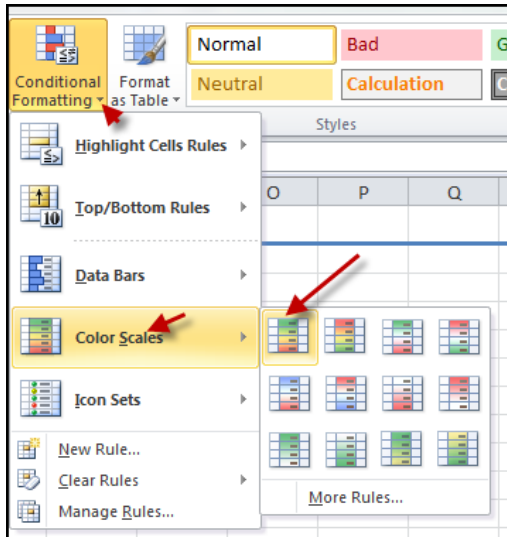 Normal
Bad
G
Conditional Formatting
Format as Table
Neutral
Calculation
C
Styles
Highlight Cells Rules
O
P
Q
Top/Bottom Rules
10
Data Bars
Color Scales
Icon Sets
New Rule...
Clear Rules
Manage Rules...
More Rules...